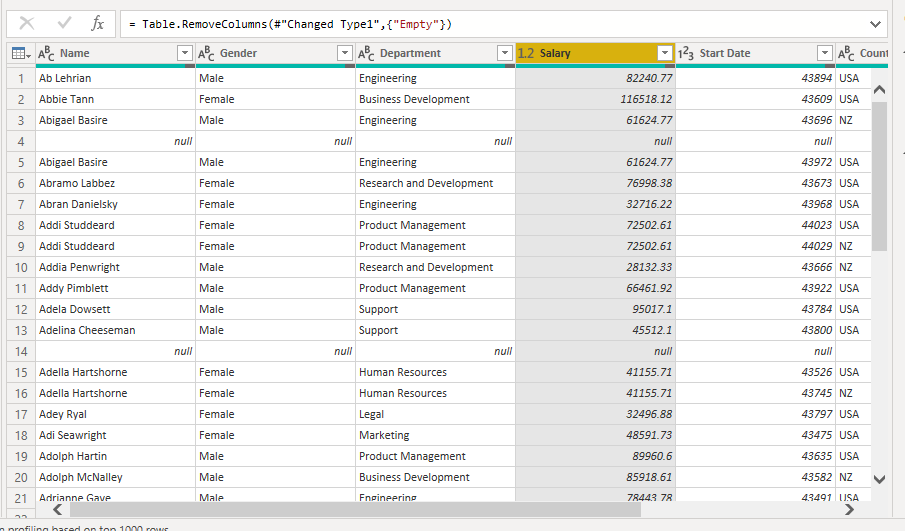 fx = Table.RemoveColumns(#"Changed Type1",{"Empty"})
ABC Name ABC Gender ABC Department 1.2 Salary 123 Start Date ABC Count
1 Ab Lehrian Male Engineering 82240.77 43894 USA
2 Abbie Tann Female Business Development 116518.12 43609 USA
3 Abigael Basire Male Engineering 61624.77 43696 NZ
4 null null null null null
5 Abigael Basire Male Engineering 61624.77 43972 USA
6 Abramo Labbez Female Research and Development 76998.38 43673 USA
7 Abran Danielsky Female Engineering 32716.22 43968 USA
8 Addi Studdeard Female Product Management 72502.61 44023 USA
9 Addi Studdeard Female Product Management 72502.61 44029 NZ
10 Addia Penwright Male Research and Development 28132.33 43666 NZ
11 Addy Pimblett Male Product Management 66461.92 43922 USA
12 Adela Dowsett Male Support 95017.1 43784 USA
13 Adelina Cheeseman Male Support 45512.1 43800 USA
14 null null null null null
15 Adella Hartshorne Female Human Resources 41155.71 43526 USA
16 Adella Hartshorne Female Human Resources 41155.71 43745 NZ
17 Adey Ryal Female Legal 32496.88 43797 USA
18 Adi Seawright Female Marketing 48591.73 43475 USA
19 Adolph Hartin Male Product Management 89960.6 43635 USA
20 Adolph McNalley Male Business Development 85918.61 43582 NZ
21 Adrianne Gave Male Engineering 78443.78 43491 USA
22
n profiling based on top 1000 rows